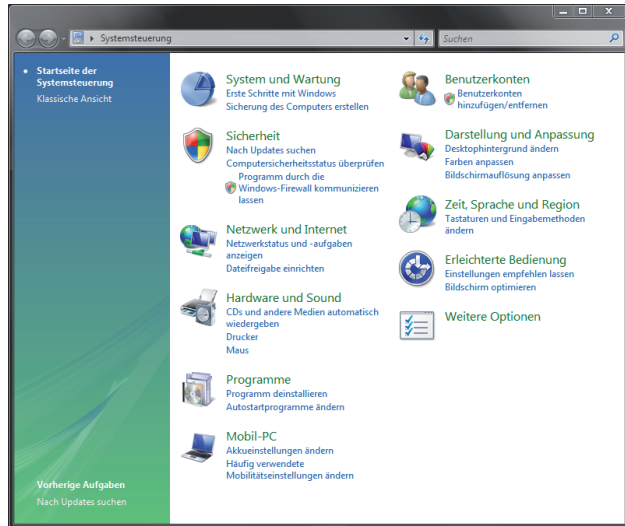 Systemsteuerung
Suchen
Startseite der
Systemsteuerung
Klassische Ansicht
Vorherige Aufgaben
Nach Updates suchen
System und Wartung
Erste Schritte mit Windows
Sicherung des Computers erstellen
Sicherheit
Nach Updates suchen
Computersicherheitsstatus überprüfen
Programm durch die
Windows-Firewall kommunizieren
lassen
Netzwerk und Internet
Netzwerkstatus und -aufgaben
anzeigen
Dateifreigabe einrichten
Hardware und Sound
CDs und andere Medien automatisch
wiedergeben
Drucker
Maus
Programme
Programm deinstallieren
Autostartprogramme ändern
Mobil-PC
Akkueinstellungen ändern
Häufig verwendete
Mobilitätseinstellungen ändern
Benutzerkonten
Benutzerkonten
hinzufügen/entfernen
Darstellung und Anpassung
Desktophintergrund ändern
Farben anpassen
Bildschirmauflösung anpassen
Zeit, Sprache und Region
Tastaturen und Eingabemethoden
ändern
Erleichterte Bedienung
Einstellungen empfehlen lassen
Bildschirm optimieren
Weitere Optionen